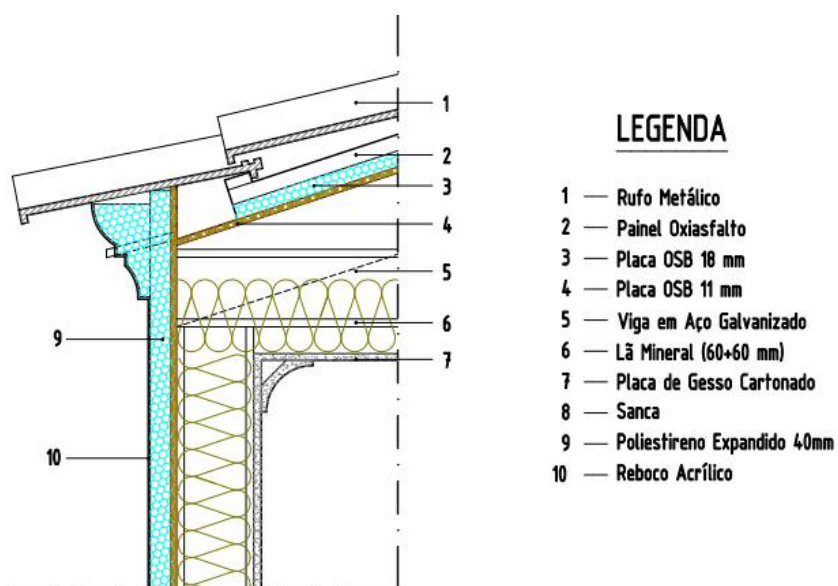 1
2
3
4
5
6
7
9
10
LEGENDA
1 — Rufo Metálico
2 — Painel Oxiasfalto
3 — Placa OSB 18 mm
4 — Placa OSB 11 mm
5 — Viga em Aço Galvanizado
6 — Lã Mineral (60+60 mm)
7 — Placa de Gesso Cartonado
8 — Sanca
9 — Poliestireno Expandido 40mm
10 — Reboco Acrílico